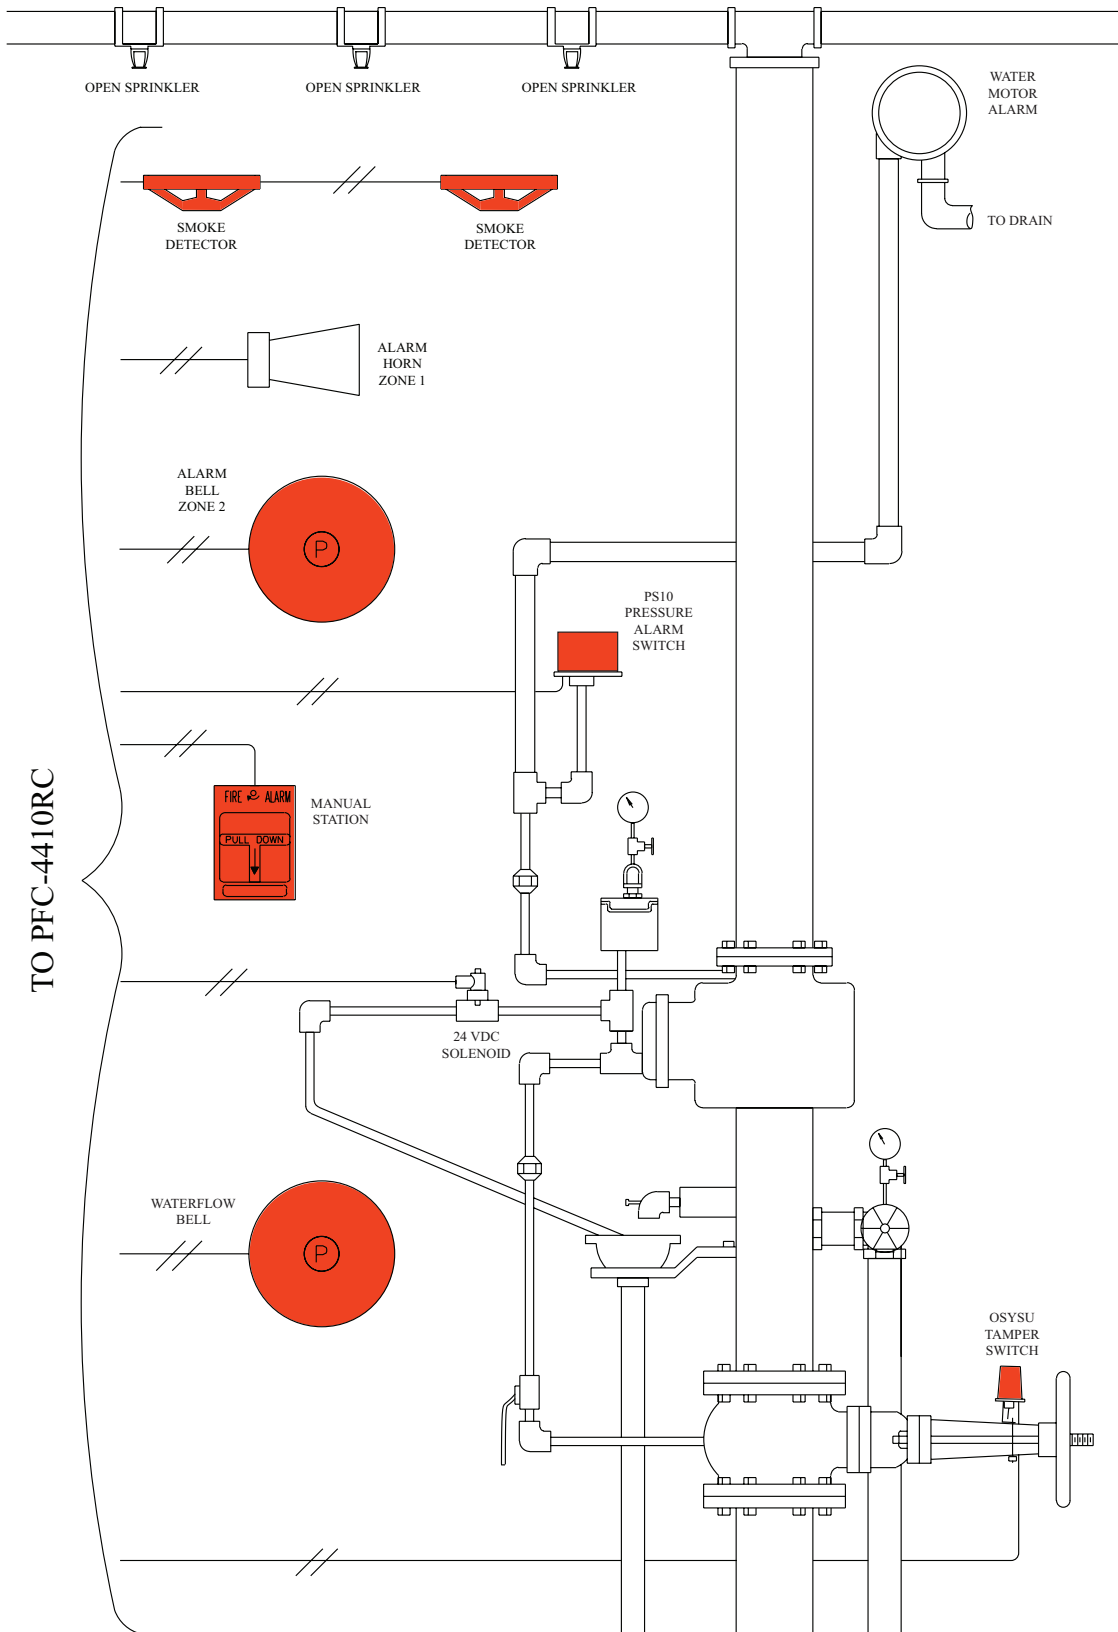 OPEN SPRINKLER
OPEN SPRINKLER
OPEN SPRINKLER
WATER
MOTOR
ALARM
SMOKE
DETECTOR
SMOKE
DETECTOR
TO DRAIN
ALARM
HORN
ZONE 1
ALARM
BELL
ZONE 2
P
PS10
PRESSURE
ALARM
SWITCH
FIRE ALARM
PULL DOWN
MANUAL
STATION
TO PFC-4410RC
24 VDC
SOLENOID
WATERFLOW
BELL
P
OSYSU
TAMPER
SWITCH